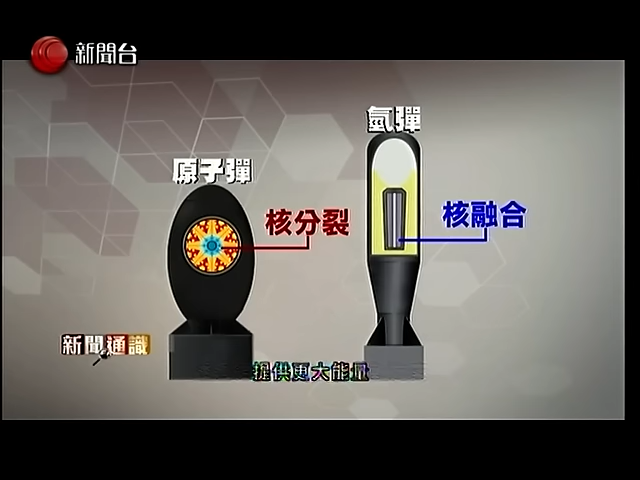 新聞台
氫彈
原子彈
核分裂
核融合
新聞通識
提供更大能量